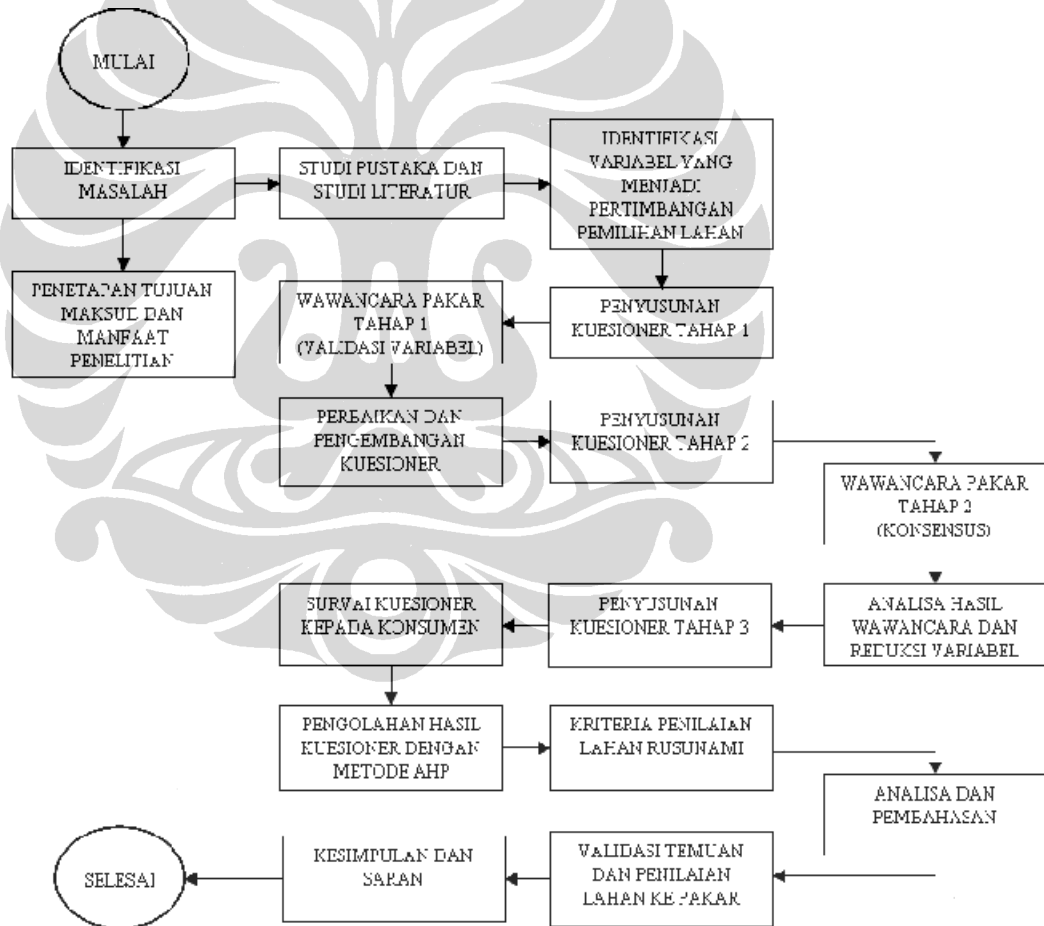 MULAI
IDENTIFIKASI
MASALAH
STUDI PUSTAKA DAN
STUDI LITERATUR
IDENTIFIKASI
VARIABEL YANG
MENJADI
PERTIMBANGAN
PEMILIHAN LAHAN
PENETAPAN TUJUAN
MAKSUD DAN
MANFAAT
PENELITIAN
WAWANCARA PAKAR
TAHAP 1
(VALIDASI VARIABEL)
PENYUSUNAN
KUESIONER TAHAP 1
PERBAIKAN DAN
PENGEMBANGAN
KUESIONER
PENYUSUNAN
KUESIONER TAHAP 2
WAWANCARA PAKAR
TAHAP 2
(KONSENSUS)
SURVAI KUESIONER
KEPADA KONSUMEN
PENYUSUNAN
KUESIONER TAHAP 3
ANALISA HASIL
WAWANCARA DAN
REDUKSI VARIABEL
PENGOLAHAN HASIL
KUESIONER DENGAN
METODE AHP
KRITERIA PENILAIAN
LAHAN RUSUNAMI
ANALISA DAN
PEMBAHASAN
SELESAI
KESIMPULAN DAN
SARAN
VALIDASI TEMUAN
DAN PENILAIAN
LAHAN KE PAKAR